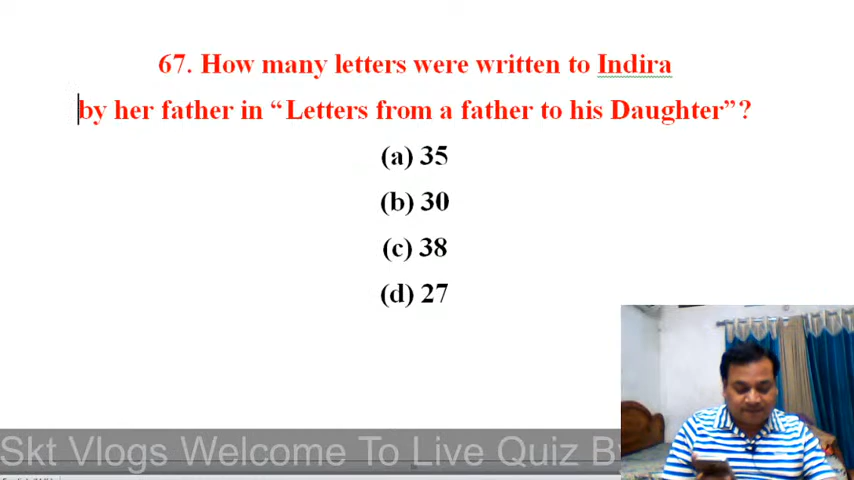 67. How many letters were written to Indira
by her father in “Letters from a father to his Daughter”?
(a) 35
(b) 30
(c) 38
(d) 27
Skt Vlogs Welcome To Live Quiz B